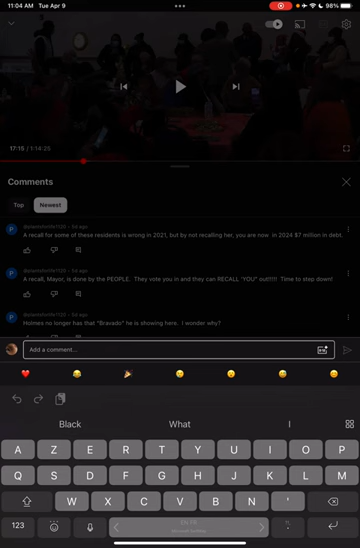 11:04 AM Tue Apr 9
98%
17:15 / 1:14:25
Comments
Top
Newest
P
A recall for some of these residents is wrong in 2021, but by not recalling her, you are now in 2024 $7 million in debt.
P
A recall, Mayor, is done by the PEOPLE. They vote you in and they can RECALL 'YOU" out!!!!! Time to step down!
P
Holmes no longer has that "Bravado" he is showing here. I wonder why?
Add a comment...
Black What I
A Z E R T Y U I O P
Q S D F G H J K L M
W X C V B N '
123